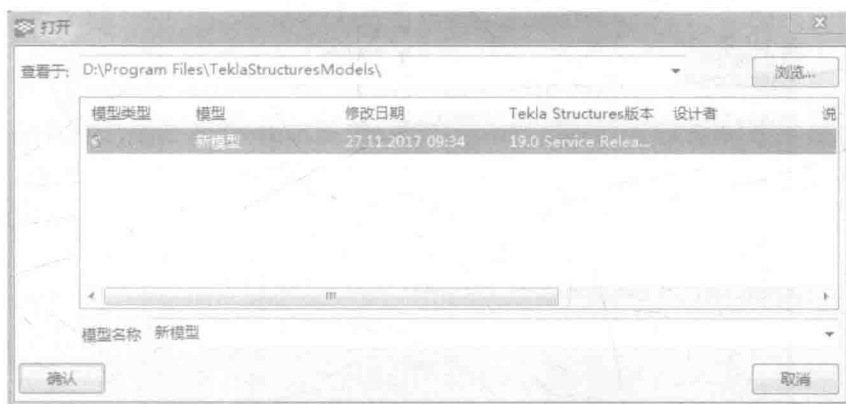 打开
查看于: D:\Program Files\TeklaStructuresModels\ 浏览...
模型类型 模型 修改日期 Tekla Structures版本 设计者 说
新模型 27.11.2017 09:34 19.0 Service Relea...
模型名称 新模型
确认 取消